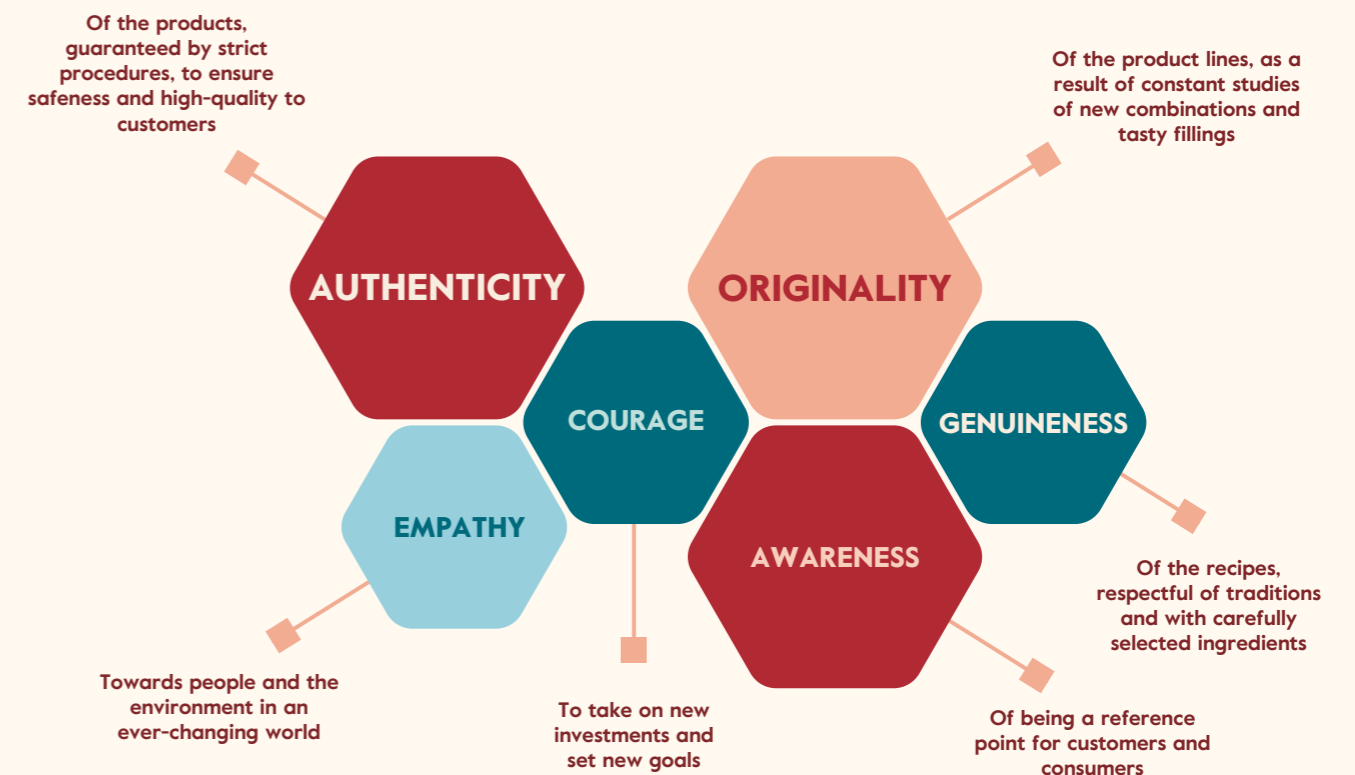 Of the products,
guaranteed by strict
procedures, to ensure
safeness and high-quality to
customers
Of the product lines, as a
result of constant studies
of new combinations and
tasty fillings
AUTHENTICITY
ORIGINALITY
COURAGE
GENUINENESS
EMPATHY
AWARENESS
Of the recipes,
respectful of traditions
and with carefully
selected ingredients
Towards people and the
environment in an
ever-changing world
To take on new
investments and
set new goals
Of being a reference
point for customers and
consumers